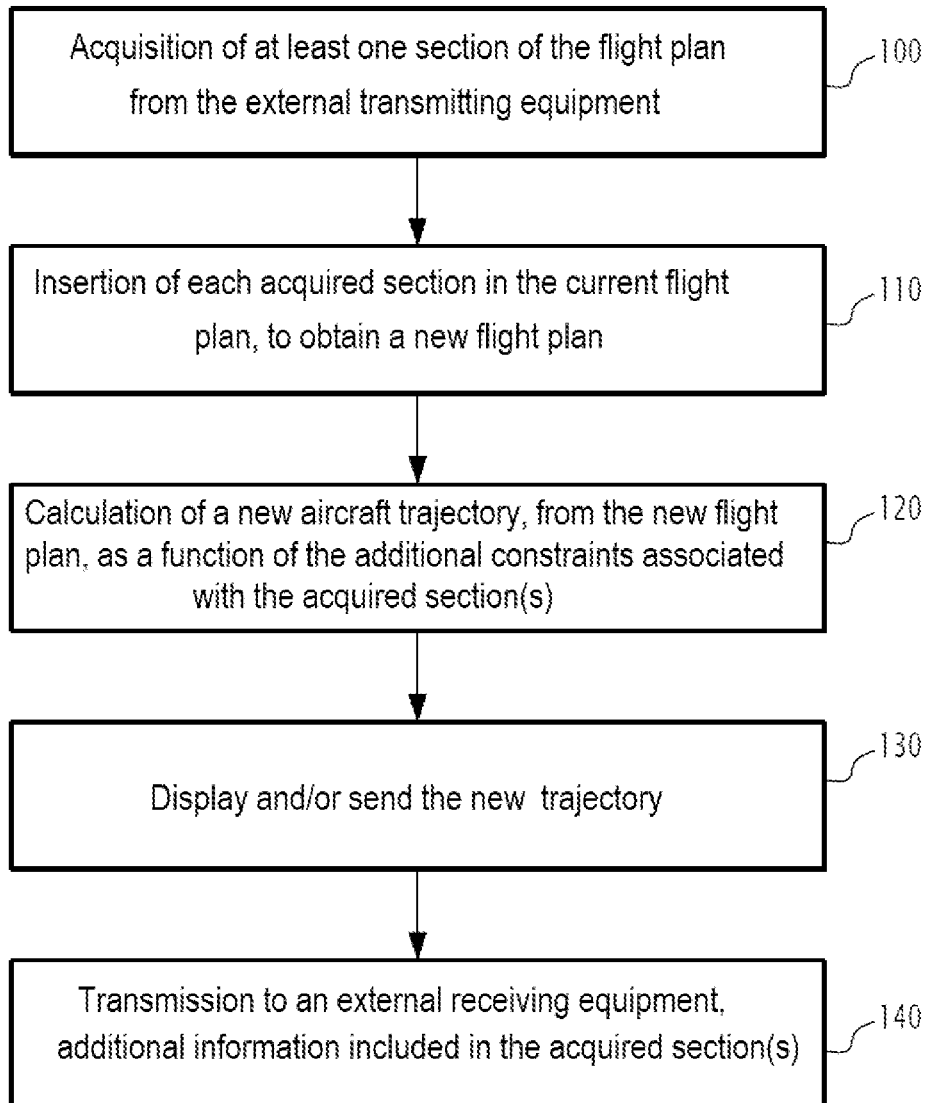 Acquisition of at least one section of the flight plan
from the external transmitting equipment
100
Insertion of each acquired section in the current flight
plan, to obtain a new flight plan
110
Calculation of a new aircraft trajectory, from the new flight
plan, as a function of the additional constraints associated
with the acquired section(s)
120
Display and/or send the new trajectory
130
Transmission to an external receiving equipment,
additional information included in the acquired section(s)
140